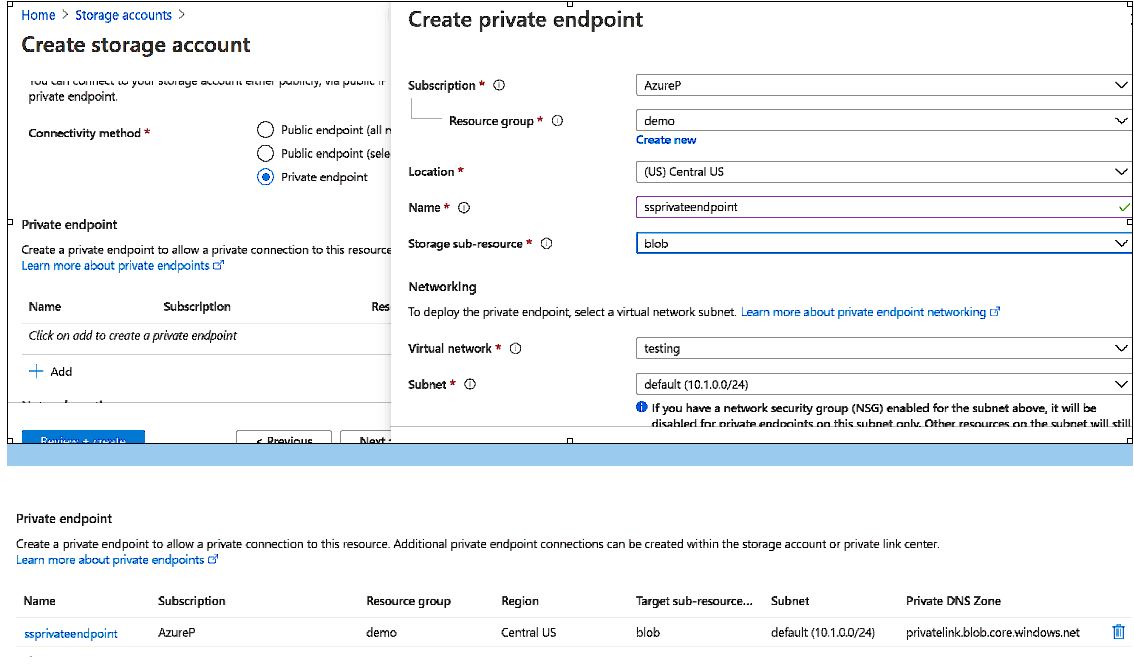 Home > Storage accounts >
Create storage account
You can connect to your storage account either publicly, via public IP
private endpoint.
Connectivity method *
Public endpoint (all n
Public endpoint (sele
Private endpoint
Private endpoint
Create a private endpoint to allow a private connection to this resource
Learn more about private endpoints
Name Subscription Res
Click on add to create a private endpoint
+ Add
Review + create < Previous Next
Create private endpoint
Subscription * AzureP
Resource group * demo
Create new
Location * (US) Central US
Name * ssprivateendpoint
Storage sub-resource * blob
Networking
To deploy the private endpoint, select a virtual network subnet. Learn more about private endpoint networking
Virtual network * testing
Subnet * default (10.1.0.0/24)
If you have a network security group (NSG) enabled for the subnet above, it will be
disabled for private endpoints on this subnet only. Other resources on the subnet will still
Private endpoint
Create a private endpoint to allow a private connection to this resource. Additional private endpoint connections can be created within the storage account or private link center.
Learn more about private endpoints
Name Subscription Resource group Region Target sub-resource... Subnet Private DNS Zone
ssprivateendpoint AzureP demo Central US blob default (10.1.0.0/24) privatelink.blob.core.windows.net